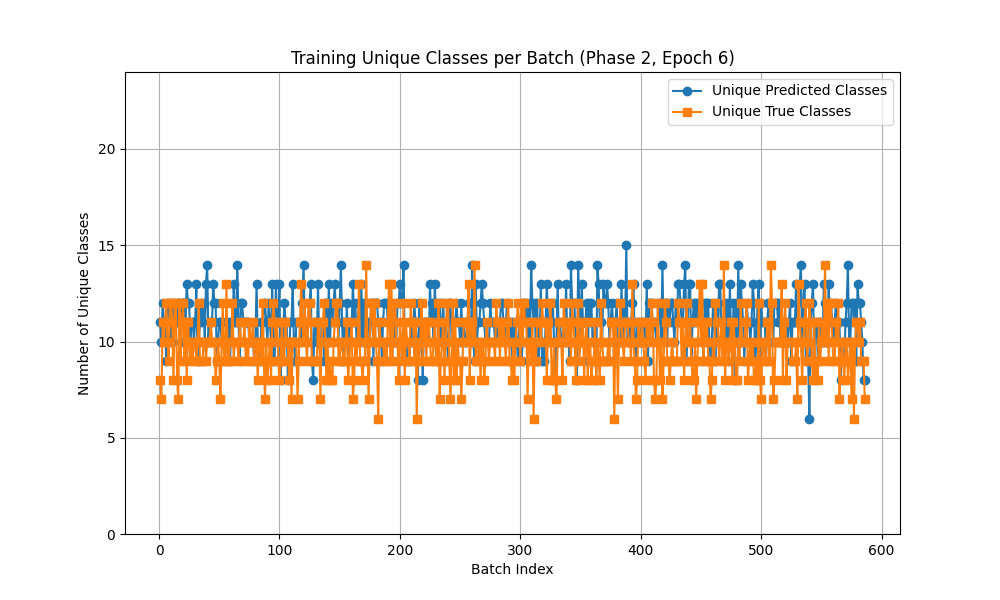 Training Unique Classes per Batch (Phase 2, Epoch 6)
Unique Predicted Classes
Unique True Classes
Number of Unique Classes
20
15
10
5
0
0 100 200 300 400 500 600
Batch Index